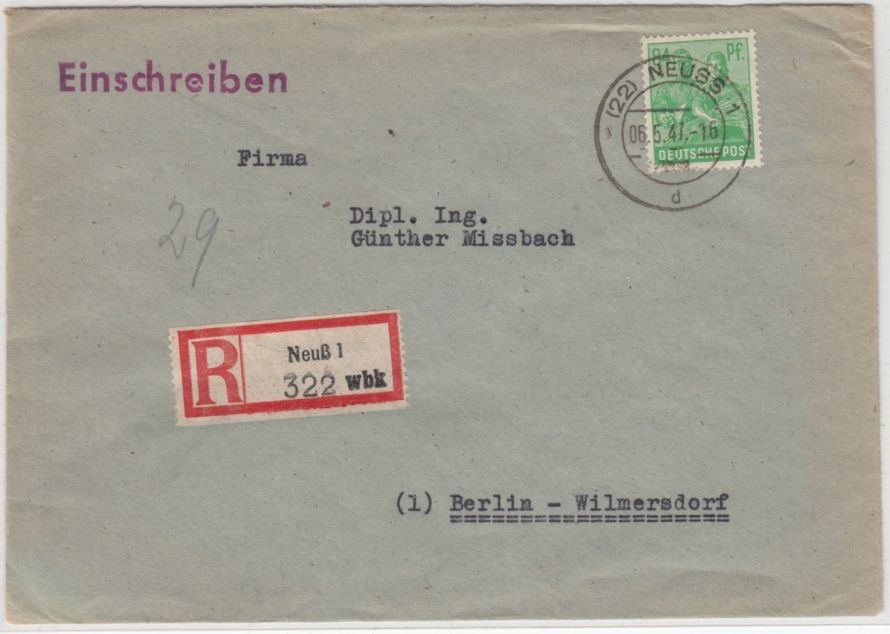 Einschreiben
84 Pf.
DEUTSCHE POST
(22) NEUSS 1
06.5.47.-18
d
Firma
Dipl. Ing.
Günther Missbach
29
R
Neuß 1
322 wbk
(1) Berlin - Wilmersdorf